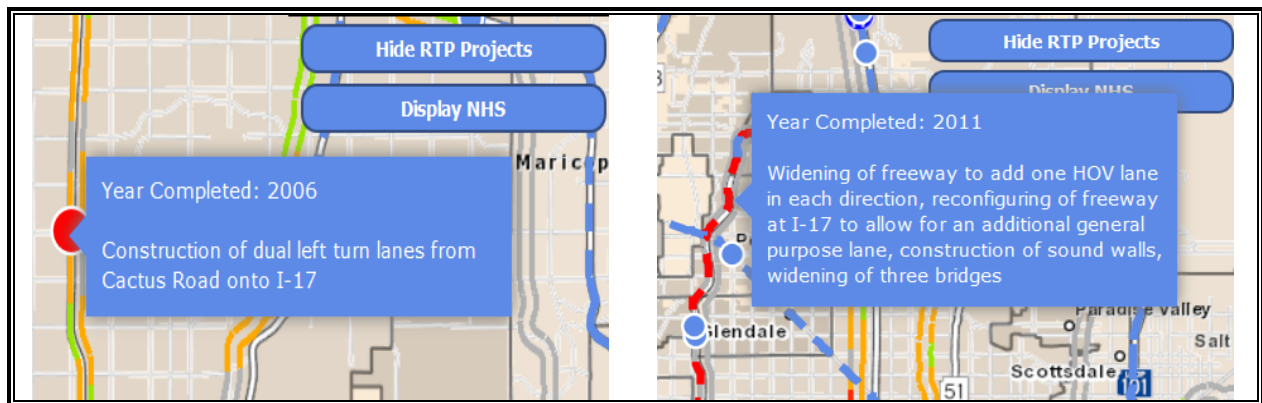 Hide RTP Projects
Display NHS
Maricop
Year Completed: 2006
Construction of dual left turn lanes from
Cactus Road onto I-17
Hide RTP Projects
Display NHS
Year Completed: 2011
Widening of freeway to add one HOV lane
in each direction, reconfiguring of freeway
at I-17 to allow for an additional general
purpose lane, construction of sound walls,
widening of three bridges
Glendale
Paradise Valley
Salt
Scottsdale
101
51